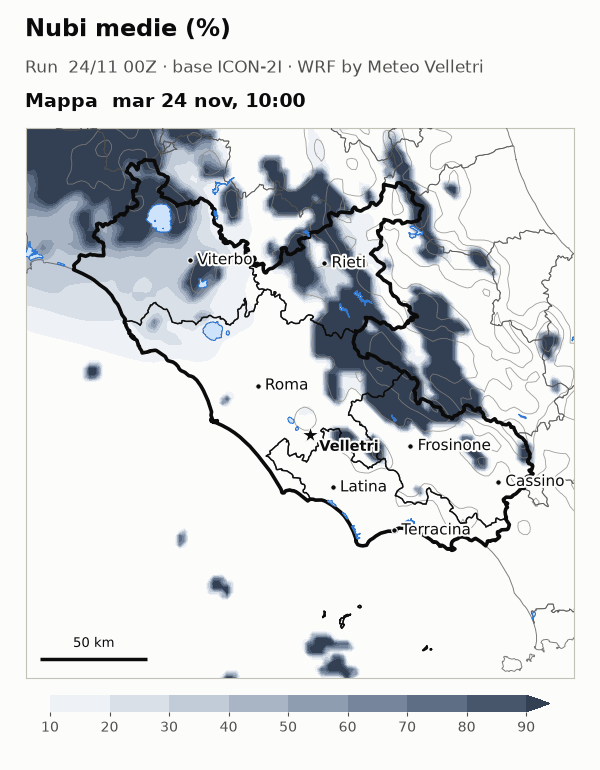 Nubi medie (%)
Run  24/11 00Z · base ICON-2I · WRF by Meteo Velletri
Mappa  mar 24 nov, 10:00
Viterbo
Rieti
Roma
Velletri
Frosinone
Latina
Cassino
Terracina
50 km
10 20 30 40 50 60 70 80 90